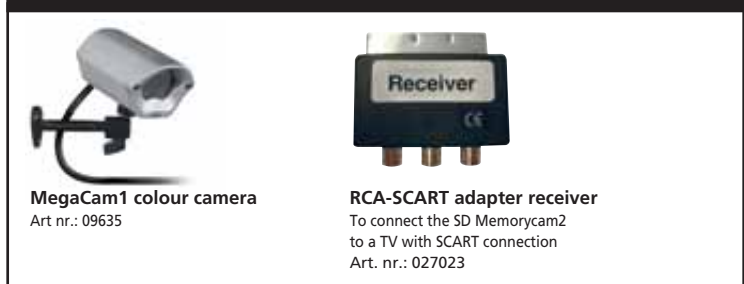 Receiver
CE
MegaCam1 colour camera
Art nr.: 09635
RCA-SCART adapter receiver
To connect the SD Memorycam2
to a TV with SCART connection
Art. nr.: 027023